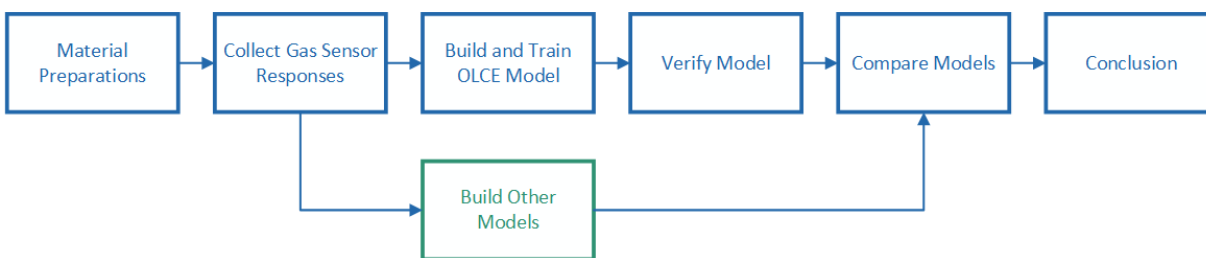 Material
Preparations
Collect Gas Sensor
Responses
Build and Train
OLCE Model
Verify Model
Compare Models
Conclusion
Build Other
Models